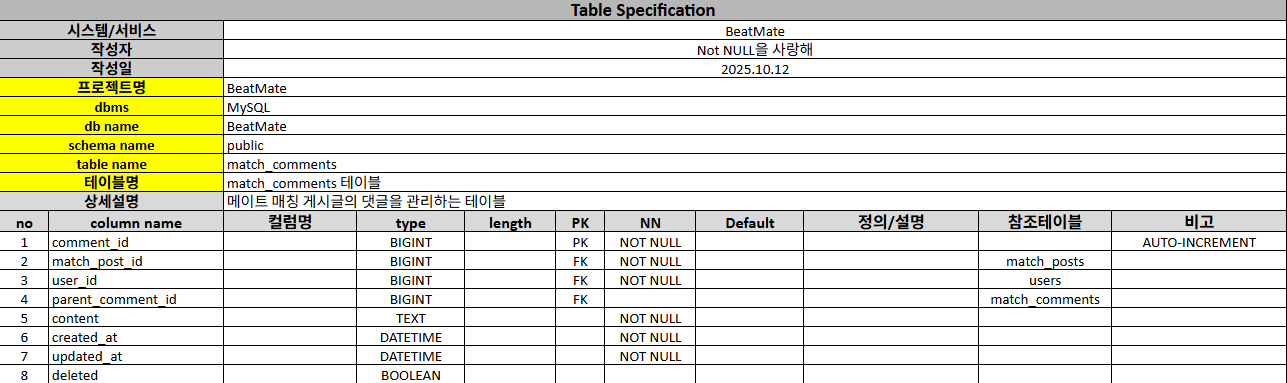 Table Specification
시스템/서비스 BeatMate
작성자 Not NULL을 사랑해
작성일 2025.10.12
프로젝트명 BeatMate
dbms MySQL
db name BeatMate
schema name public
table name match_comments
테이블명 match_comments 테이블
상세설명 메이트 매칭 게시글의 댓글을 관리하는 테이블
no column name 컬럼명 type length PK NN Default 정의/설명 참조테이블 비고
1 comment_id BIGINT PK NOT NULL AUTO-INCREMENT
2 match_post_id BIGINT FK NOT NULL match_posts
3 user_id BIGINT FK NOT NULL users
4 parent_comment_id BIGINT FK match_comments
5 content TEXT NOT NULL
6 created_at DATETIME NOT NULL
7 updated_at DATETIME NOT NULL
8 deleted BOOLEAN